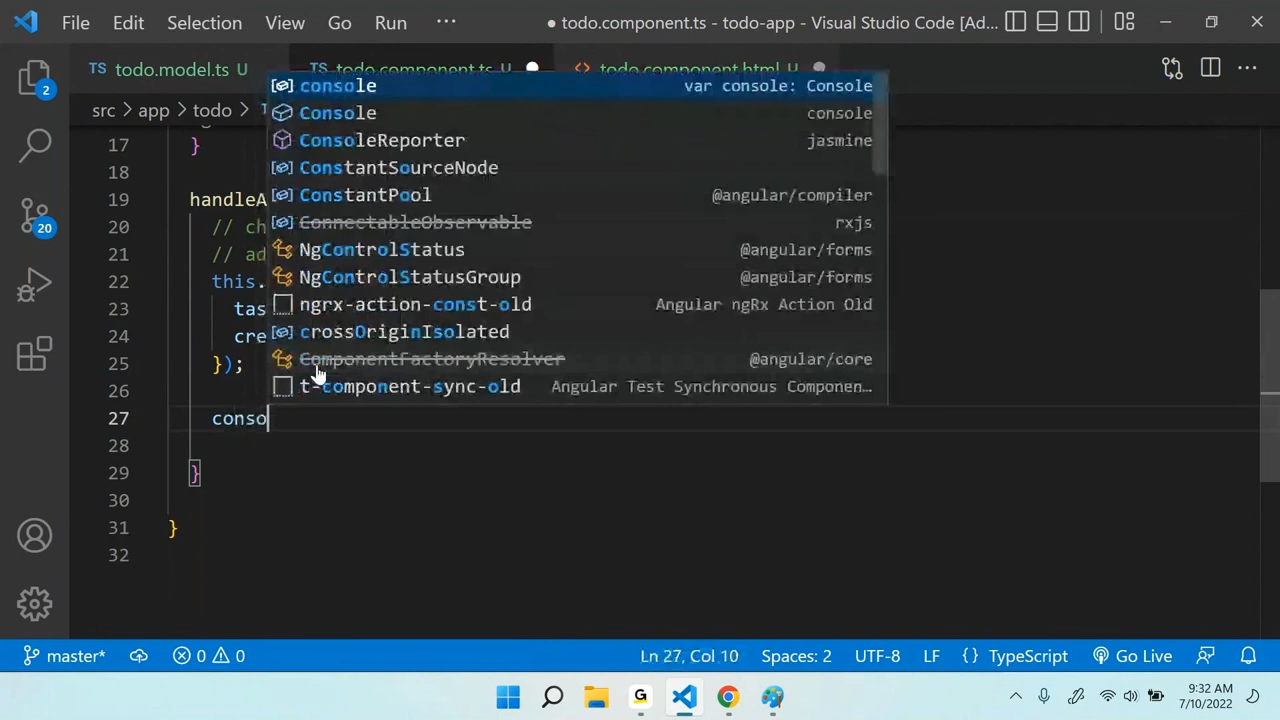 File Edit Selection View Go Run ··· ● todo.component.ts - todo-app - Visual Studio Code [Ad...
TS todo.model.ts U TS todo.component.ts U <> todo.component.html U ···
src > app > todo >
console var console: Console
Console console
ConsoleReporter jasmine
ConstantSourceNode
ConstantPool @angular/compiler
ConnectableObservable rxjs
NgControlStatus @angular/forms
NgControlStatusGroup @angular/forms
ngrx-action-const-old Angular ngRx Action Old
crossOriginIsolated
ComponentFactoryResolver @angular/core
t-component-sync-old Angular Test Synchronous Componen…
17 }
18
19 handleA
20 // ch
21 // ad
22 this.
23 tas
24 cre
25 });
26
27 conso
28
29 }
30
31 }
32
2
20
master* 0 0 Ln 27, Col 10 Spaces: 2 UTF-8 LF {} TypeScript Go Live
9:32 AM
7/10/2022